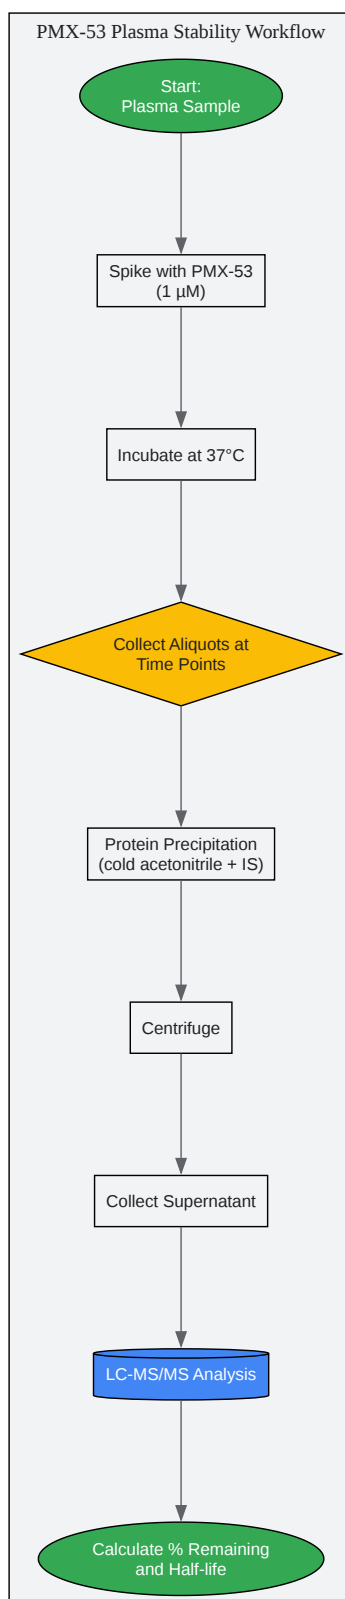 PMX-53 Plasma Stability Workflow
Start:
Plasma Sample
Spike with PMX-53
(1 µM)
Incubate at 37°C
Collect Aliquots at
Time Points
Protein Precipitation
(cold acetonitrile + IS)
Centrifuge
Collect Supernatant
LC-MS/MS Analysis
Calculate % Remaining
and Half-life